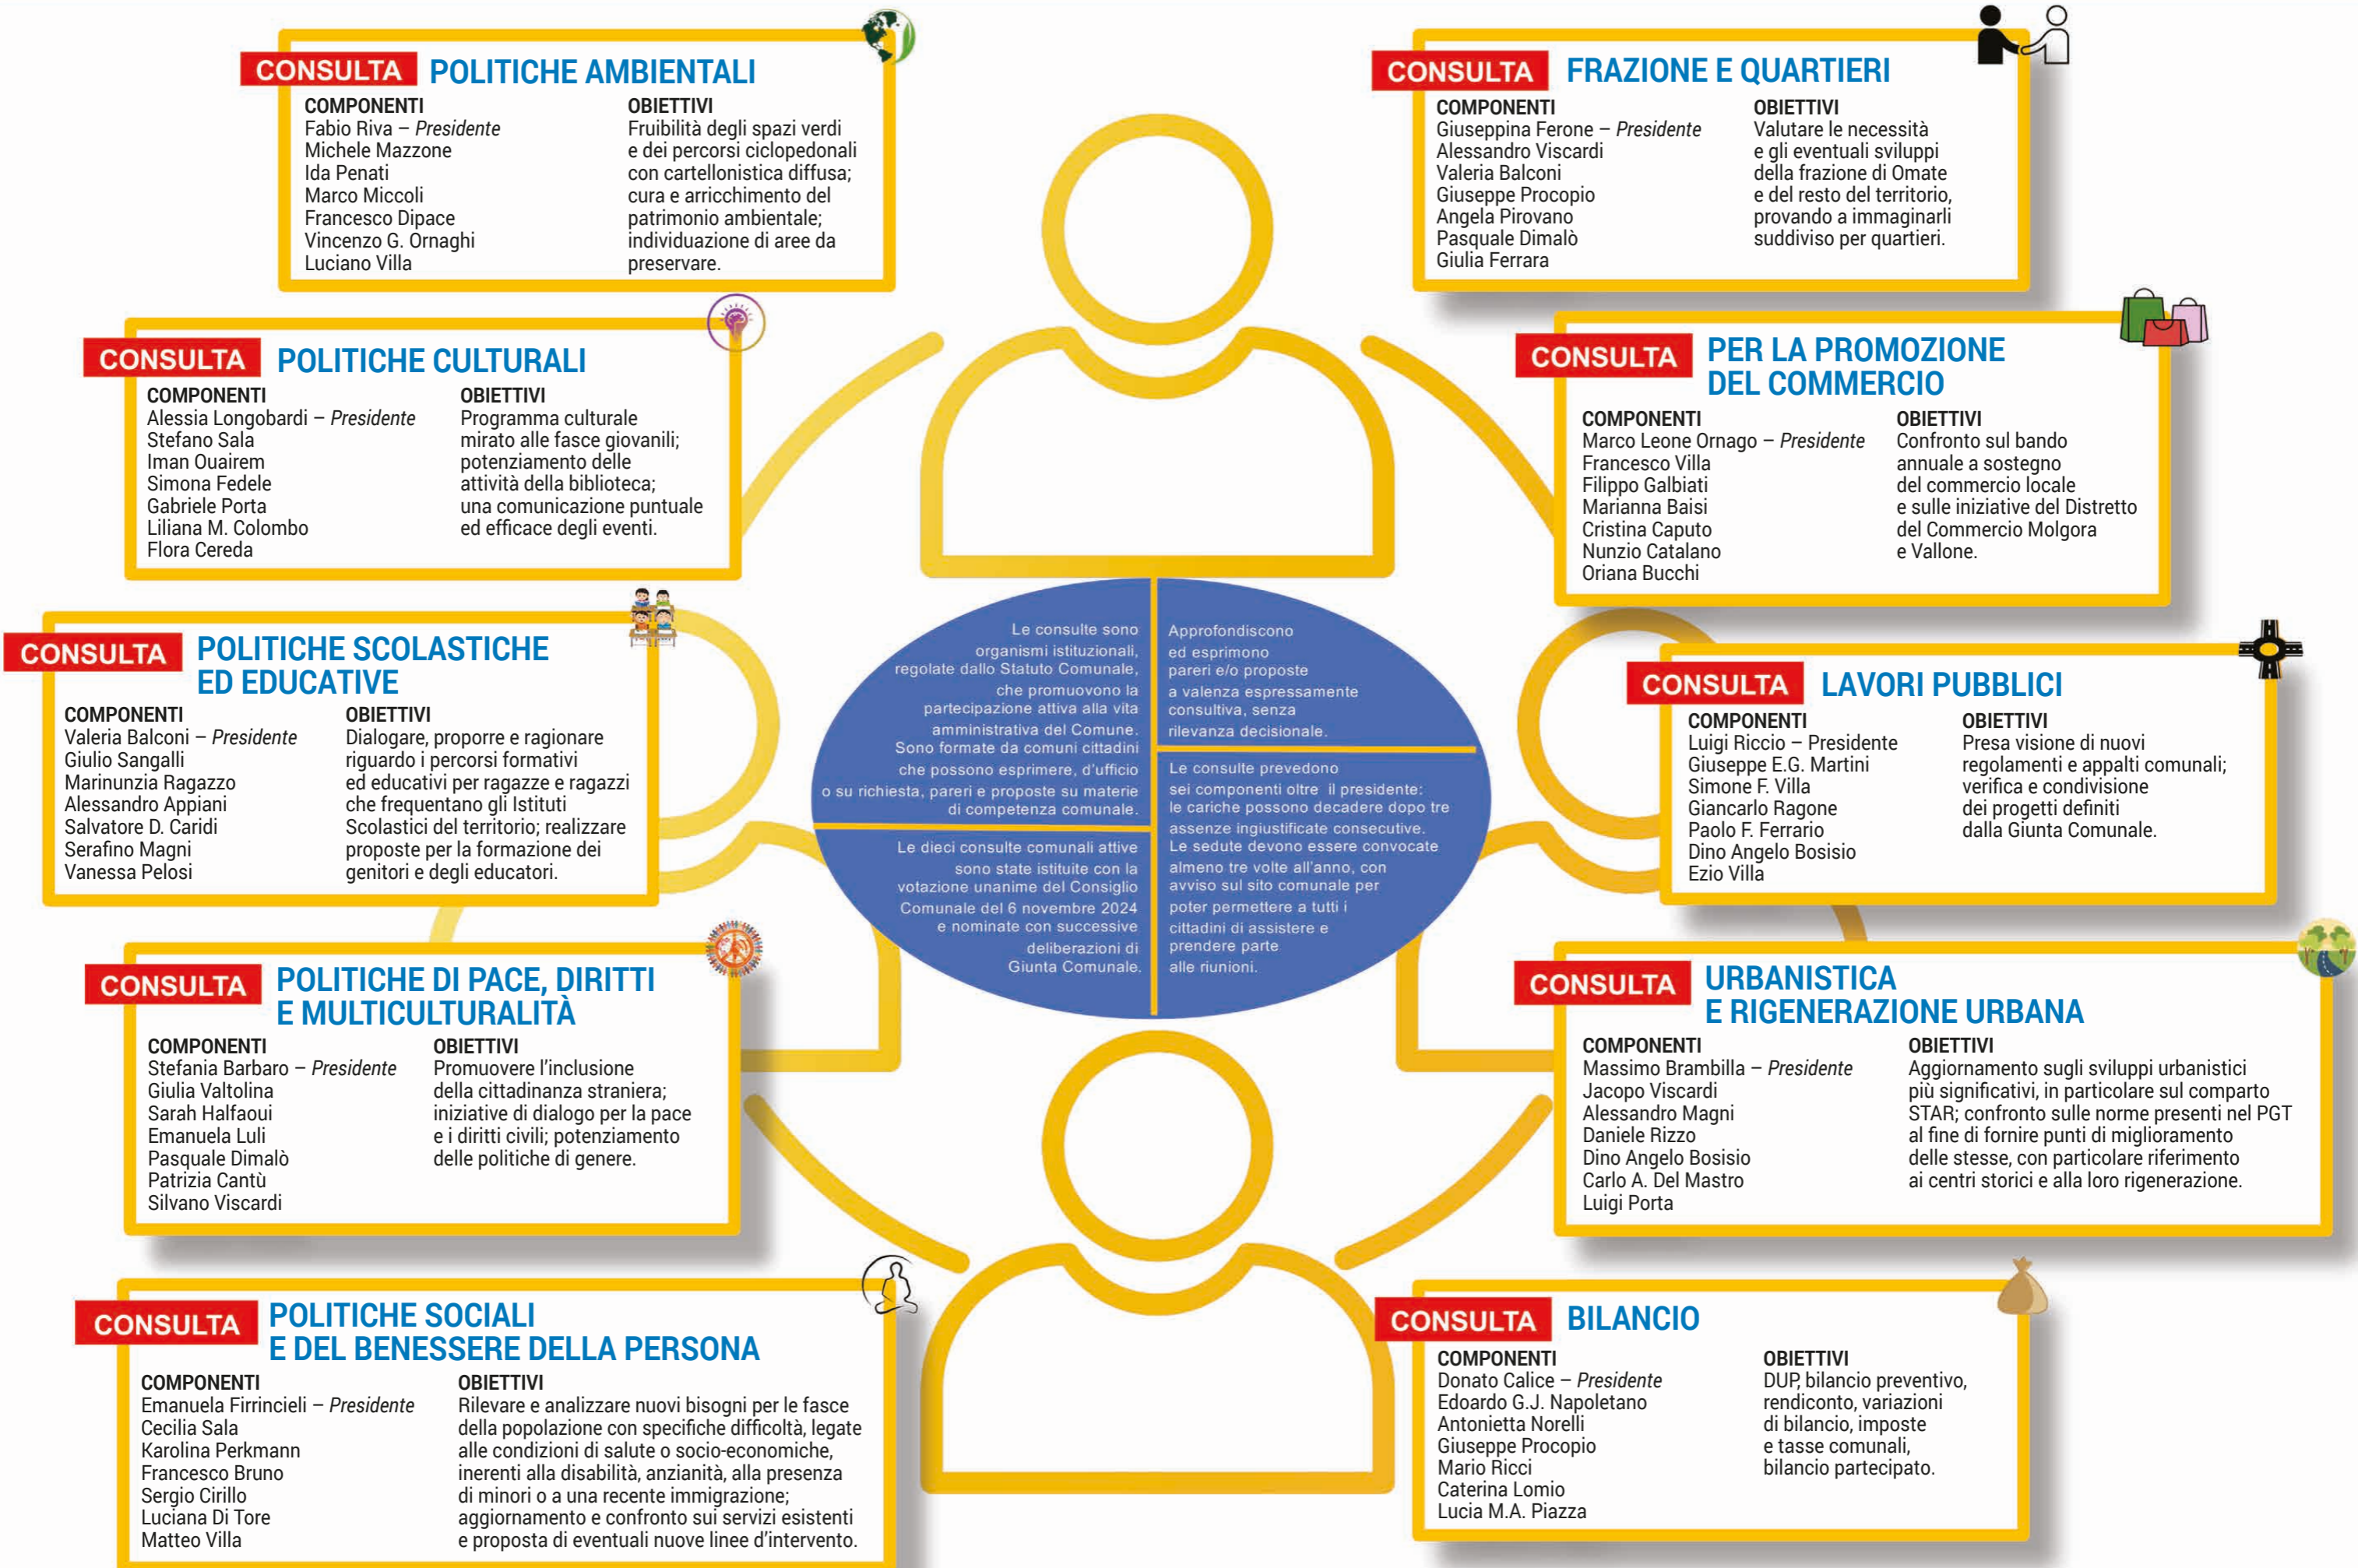 CONSULTA POLITICHE AMBIENTALI
COMPONENTI
Fabio Riva – Presidente
Michele Mazzone
Ida Penati
Marco Miccoli
Francesco Dipace
Vincenzo G. Ornaghi
Luciano Villa
OBIETTIVI
Fruibilità degli spazi verdi
e dei percorsi ciclopedonali
con cartellonistica diffusa;
cura e arricchimento del
patrimonio ambientale;
individuazione di aree da
preservare.
CONSULTA POLITICHE CULTURALI
COMPONENTI
Alessia Longobardi – Presidente
Stefano Sala
Iman Ouairem
Simona Fedele
Gabriele Porta
Liliana M. Colombo
Flora Cereda
OBIETTIVI
Programma culturale
mirato alle fasce giovanili;
potenziamento delle
attività della biblioteca;
una comunicazione puntuale
ed efficace degli eventi.
CONSULTA POLITICHE SCOLASTICHE
ED EDUCATIVE
COMPONENTI
Valeria Balconi – Presidente
Giulio Sangalli
Marinunzia Ragazzo
Alessandro Appiani
Salvatore D. Caridi
Serafino Magni
Vanessa Pelosi
OBIETTIVI
Dialogare, proporre e ragionare
riguardo i percorsi formativi
ed educativi per ragazze e ragazzi
che frequentano gli Istituti
Scolastici del territorio; realizzare
proposte per la formazione dei
genitori e degli educatori.
CONSULTA POLITICHE DI PACE, DIRITTI
E MULTICULTURALITÀ
COMPONENTI
Stefania Barbaro – Presidente
Giulia Valtolina
Sarah Halfaoui
Emanuela Luli
Pasquale Dimalò
Patrizia Cantù
Silvano Viscardi
OBIETTIVI
Promuovere l'inclusione
della cittadinanza straniera;
iniziative di dialogo per la pace
e i diritti civili; potenziamento
delle politiche di genere.
CONSULTA POLITICHE SOCIALI
E DEL BENESSERE DELLA PERSONA
COMPONENTI
Emanuela Firrincieli – Presidente
Cecilia Sala
Karolina Perkmann
Francesco Bruno
Sergio Cirillo
Luciana Di Tore
Matteo Villa
OBIETTIVI
Rilevare e analizzare nuovi bisogni per le fasce
della popolazione con specifiche difficoltà, legate
alle condizioni di salute o socio-economiche,
inerenti alla disabilità, anzianità, alla presenza
di minori o a una recente immigrazione;
aggiornamento e confronto sui servizi esistenti
e proposta di eventuali nuove linee d'intervento.
Le consulte sono
organismi istituzionali,
regolate dallo Statuto Comunale,
che promuovono la
partecipazione attiva alla vita
amministrativa del Comune.
Sono formate da comuni cittadini
che possono esprimere, d'ufficio
o su richiesta, pareri e proposte su materie
di competenza comunale.
Le dieci consulte comunali attive
sono state istituite con la
votazione unanime del Consiglio
Comunale del 6 novembre 2024
e nominate con successive
deliberazioni di
Giunta Comunale.
Approfondiscono
ed esprimono
pareri e/o proposte
a valenza espressamente
consultiva, senza
rilevanza decisionale.
Le consulte prevedono
sei componenti oltre il presidente:
le cariche possono decadere dopo tre
assenze ingiustificate consecutive.
Le sedute devono essere convocate
almeno tre volte all'anno, con
avviso sul sito comunale per
poter permettere a tutti i
cittadini di assistere e
prendere parte
alle riunioni.
CONSULTA FRAZIONE E QUARTIERI
COMPONENTI
Giuseppina Ferone – Presidente
Alessandro Viscardi
Valeria Balconi
Giuseppe Procopio
Angela Pirovano
Pasquale Dimalò
Giulia Ferrara
OBIETTIVI
Valutare le necessità
e gli eventuali sviluppi
della frazione di Omate
e del resto del territorio,
provando a immaginarli
suddiviso per quartieri.
CONSULTA PER LA PROMOZIONE
DEL COMMERCIO
COMPONENTI
Marco Leone Ornago – Presidente
Francesco Villa
Filippo Galbiati
Marianna Baisi
Cristina Caputo
Nunzio Catalano
Oriana Bucchi
OBIETTIVI
Confronto sul bando
annuale a sostegno
del commercio locale
e sulle iniziative del Distretto
del Commercio Molgora
e Vallone.
CONSULTA LAVORI PUBBLICI
COMPONENTI
Luigi Riccio – Presidente
Giuseppe E.G. Martini
Simone F. Villa
Giancarlo Ragone
Paolo F. Ferrario
Dino Angelo Bosisio
Ezio Villa
OBIETTIVI
Presa visione di nuovi
regolamenti e appalti comunali;
verifica e condivisione
dei progetti definiti
dalla Giunta Comunale.
CONSULTA URBANISTICA
E RIGENERAZIONE URBANA
COMPONENTI
Massimo Brambilla – Presidente
Jacopo Viscardi
Alessandro Magni
Daniele Rizzo
Dino Angelo Bosisio
Carlo A. Del Mastro
Luigi Porta
OBIETTIVI
Aggiornamento sugli sviluppi urbanistici
più significativi, in particolare sul comparto
STAR; confronto sulle norme presenti nel PGT
al fine di fornire punti di miglioramento
delle stesse, con particolare riferimento
ai centri storici e alla loro rigenerazione.
CONSULTA BILANCIO
COMPONENTI
Donato Calice – Presidente
Edoardo G.J. Napoletano
Antonietta Norelli
Giuseppe Procopio
Mario Ricci
Caterina Lomio
Lucia M.A. Piazza
OBIETTIVI
DUP, bilancio preventivo,
rendiconto, variazioni
di bilancio, imposte
e tasse comunali,
bilancio partecipato.